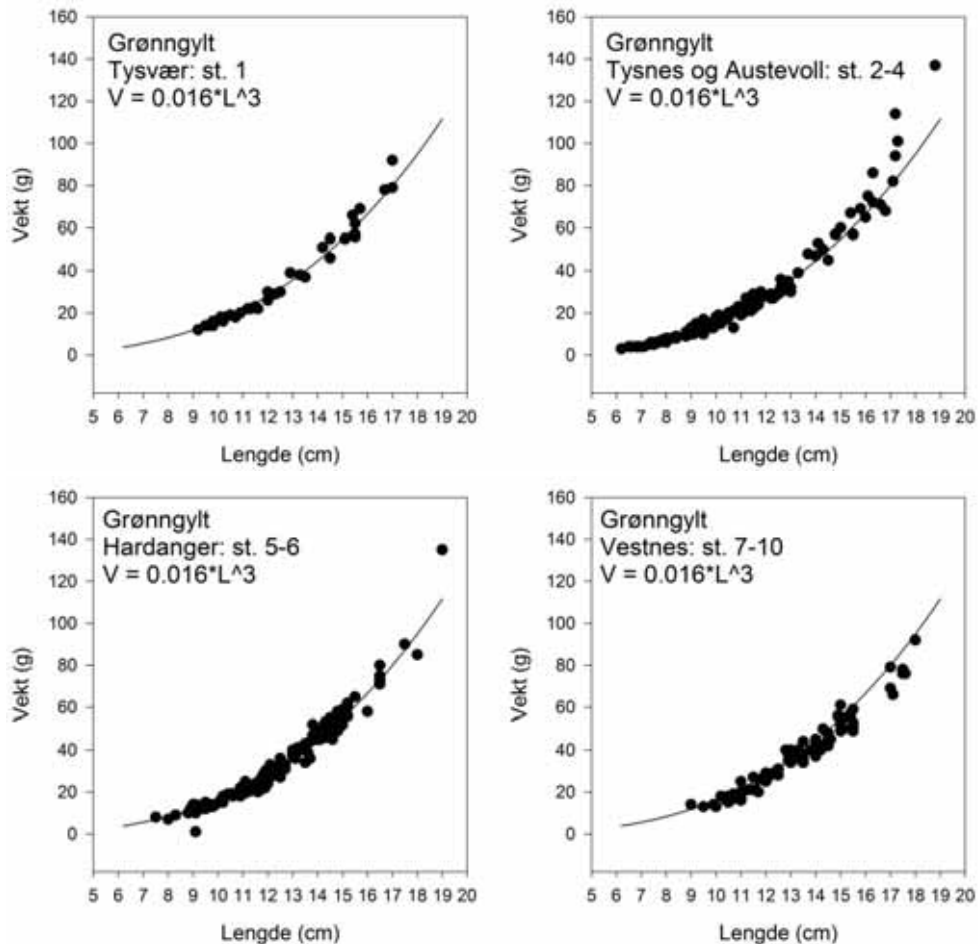 160
140
120
100
80
60
40
20
0
Vekt (g)
Grønngylt
Tysvær: st. 1
V = 0.016*L^3
5 6 7 8 9 10 11 12 13 14 15 16 17 18 19 20
Lengde (cm)
160
140
120
100
80
60
40
20
0
Vekt (g)
Grønngylt
Tysnes og Austevoll: st. 2-4
V = 0.016*L^3
5 6 7 8 9 10 11 12 13 14 15 16 17 18 19 20
Lengde (cm)
160
140
120
100
80
60
40
20
0
Vekt (g)
Grønngylt
Hardanger: st. 5-6
V = 0.016*L^3
5 6 7 8 9 10 11 12 13 14 15 16 17 18 19 20
Lengde (cm)
160
140
120
100
80
60
40
20
0
Vekt (g)
Grønngylt
Vestnes: st. 7-10
V = 0.016*L^3
5 6 7 8 9 10 11 12 13 14 15 16 17 18 19 20
Lengde (cm)